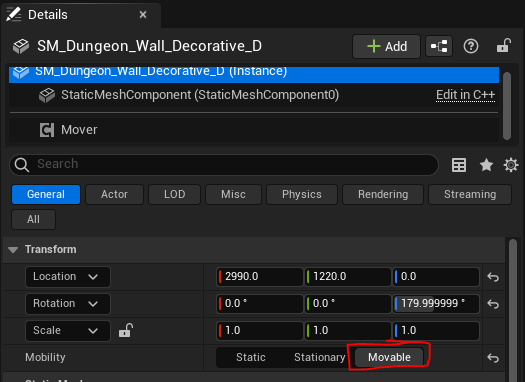 Details
SM_Dungeon_Wall_Decorative_D
Add
SM_Dungeon_Wall_Decorative_D (Instance)
StaticMeshComponent (StaticMeshComponent0) Edit in C++
Mover
Search
General Actor LOD Misc Physics Rendering Streaming
All
Transform
Location 2990.0 1220.0 0.0
Rotation 0.0 ° 0.0 ° 179.999999 °
Scale 1.0 1.0 1.0
Mobility Static Stationary Movable